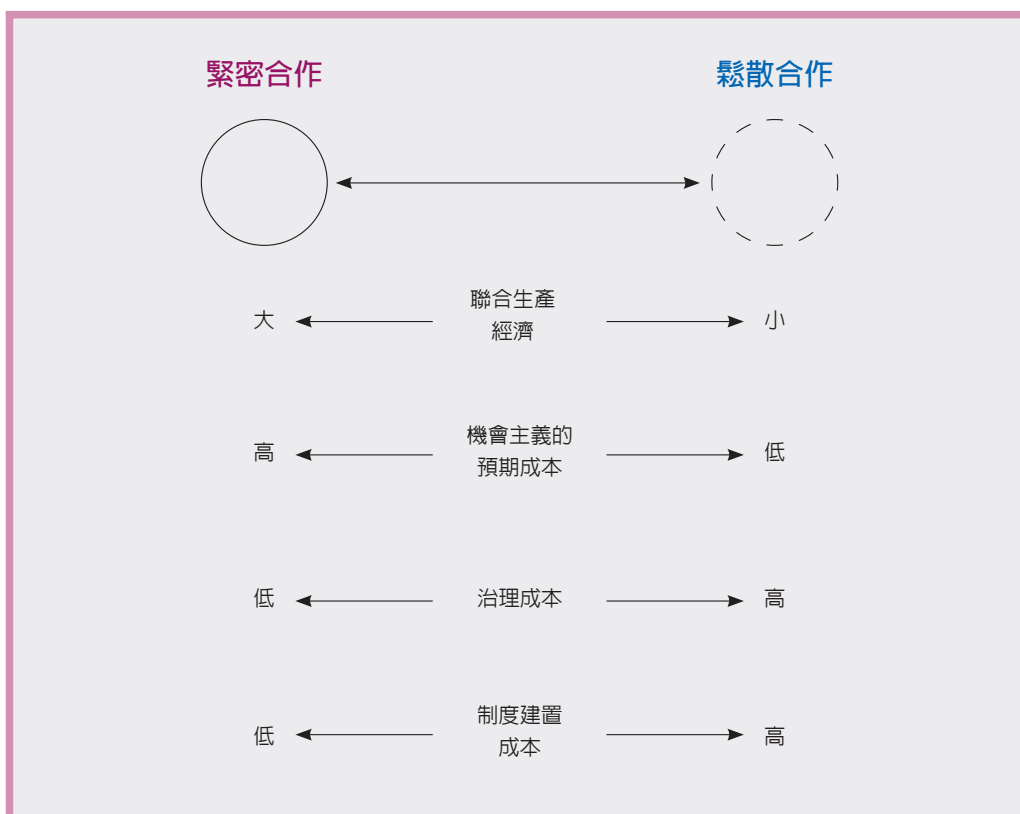 緊密合作 鬆散合作
大 聯合生產 小
經濟
高 機會主義的 低
預期成本
低 治理成本 高
低 制度建置 高
成本